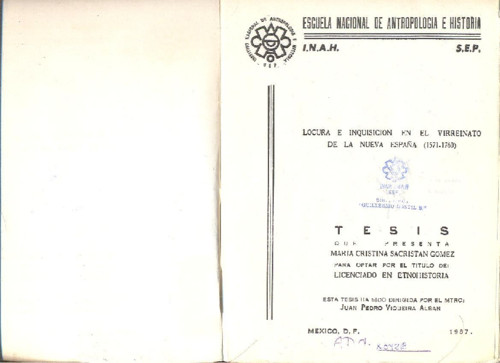 ESCUELA NACIONAL DE ANTROPOLOGIA E HISTORIA
I.N.A.H. S.E.P.
LOCURA E INQUISICION EN EL VIRREINATO
DE LA NUEVA ESPAÑA (1571-1760)
TESIS
QUE PRESENTA
MARIA CRISTINA SACRISTAN GOMEZ
PARA OPTAR POR EL TITULO DE:
LICENCIADO EN ETNOHISTORIA
ESTA TESIS HA SIDO DIRIGIDA POR EL MTRO:
JUAN PEDRO VIQUEIRA ALBAN
MEXICO, D. F. 1987.